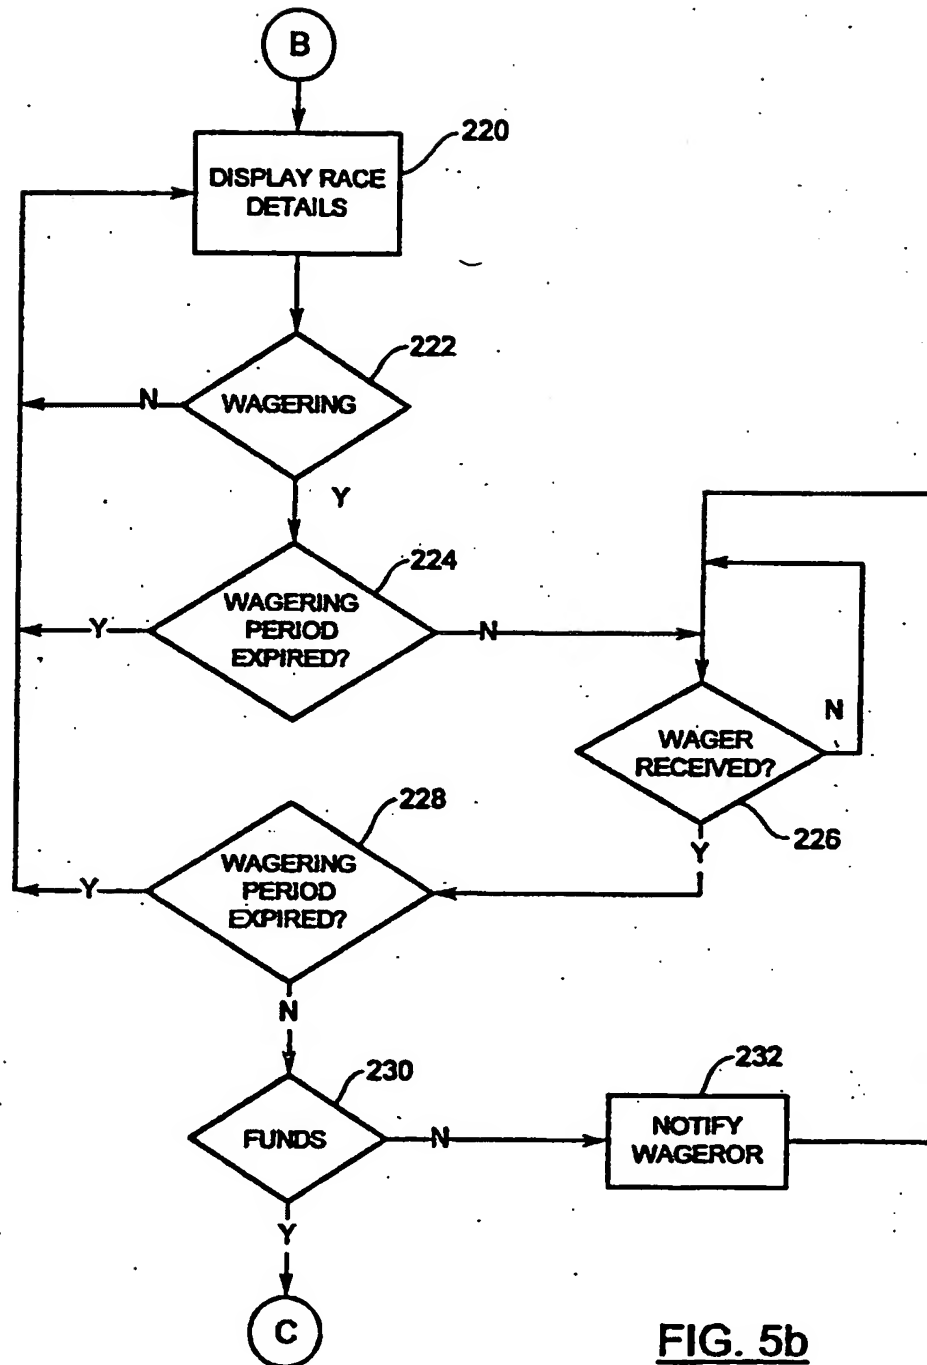 B
220
DISPLAY RACE
DETAILS
222
WAGERING
N
Y
224
WAGERING
PERIOD
EXPIRED?
Y
N
WAGER
RECEIVED?
N
226
Y
228
WAGERING
PERIOD
EXPIRED?
Y
N
230
FUNDS
N
232
NOTIFY
WAGEROR
Y
C
FIG. 5b